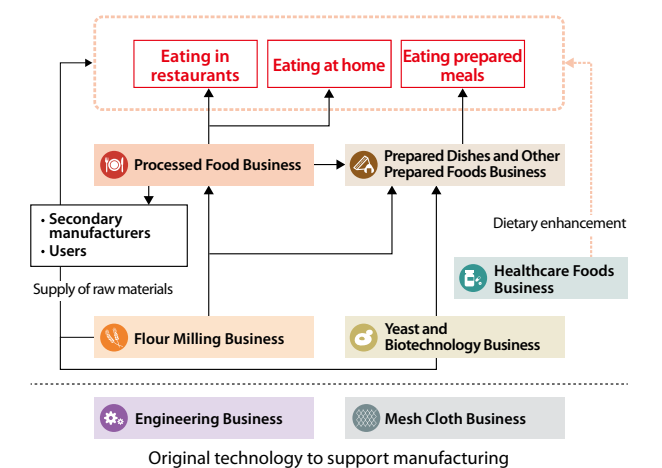 Eating in
restaurants
Eating at home
Eating prepared
meals
Processed Food Business
Prepared Dishes and Other
Prepared Foods Business
• Secondary
manufacturers
• Users
Dietary enhancement
Healthcare Foods
Business
Supply of raw materials
Flour Milling Business
Yeast and
Biotechnology Business
Engineering Business
Mesh Cloth Business
Original technology to support manufacturing